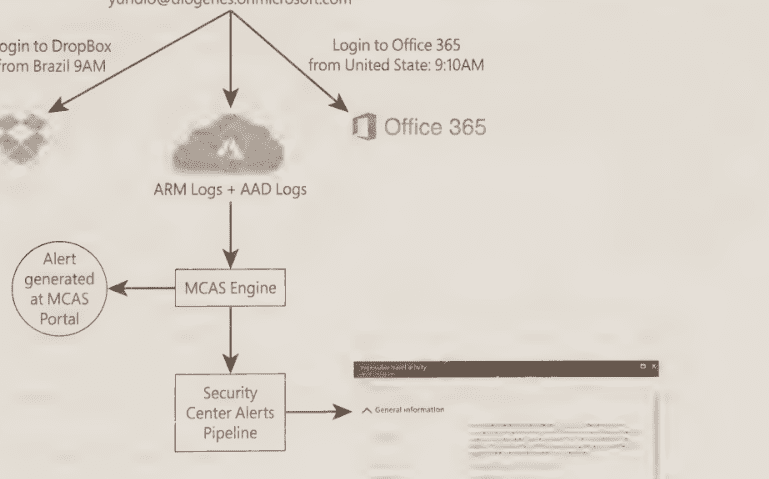 yuridio@diogenes.onmicrosoft.com
ogin to DropBox
from Brazil 9AM
Login to Office 365
from United State: 9:10AM
Office 365
ARM Logs + AAD Logs
Alert
generated
at MCAS
Portal
MCAS Engine
Security
Center Alerts
Pipeline
General information